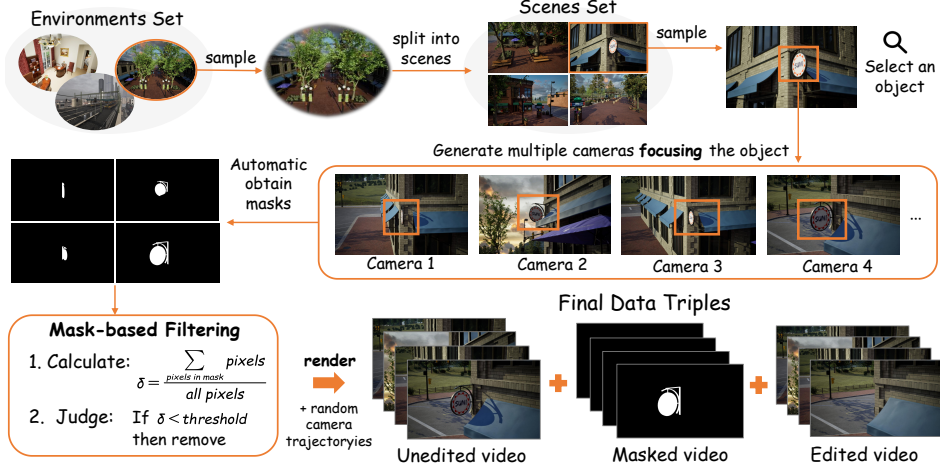 Environments Set
sample
split into
scenes
Scenes Set
sample
Select an
object
Generate multiple cameras focusing the object
Automatic
obtain
masks
Camera 1
Camera 2
Camera 3
Camera 4
...
Mask-based Filtering
1. Calculate:
δ = ∑ pixels in mask pixels / all pixels
2. Judge: If δ < threshold
then remove
render
+ random
camera
trajectoryies
Final Data Triples
Unedited video
Masked video
Edited video